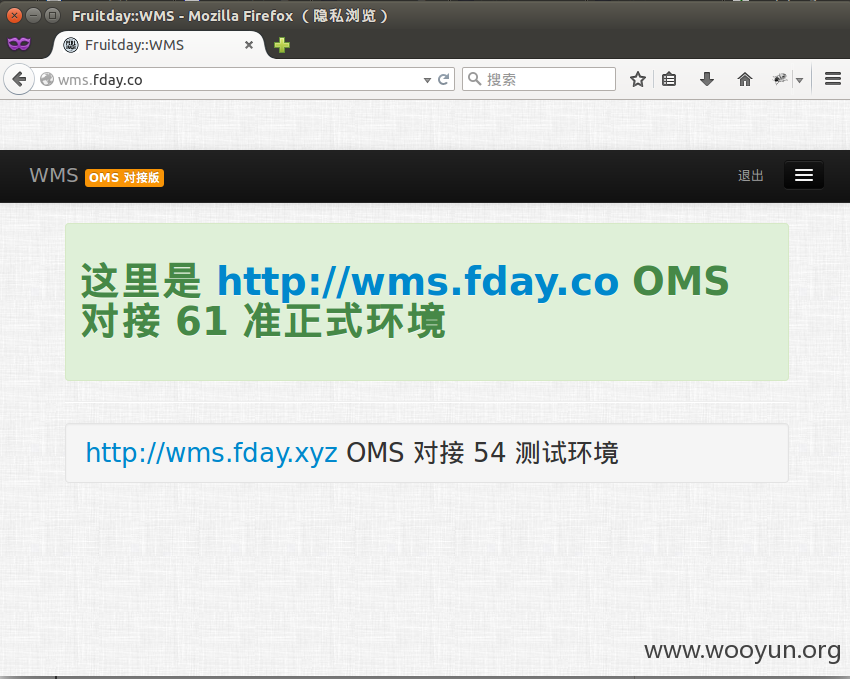 Fruitday::WMS - Mozilla Firefox （隐私浏览）
Fruitday::WMS
wms.fday.co
搜索
WMS OMS 对接版
退出
这里是 http://wms.fday.co OMS
对接 61 准正式环境
http://wms.fday.xyz OMS 对接 54 测试环境
www.wooyun.org